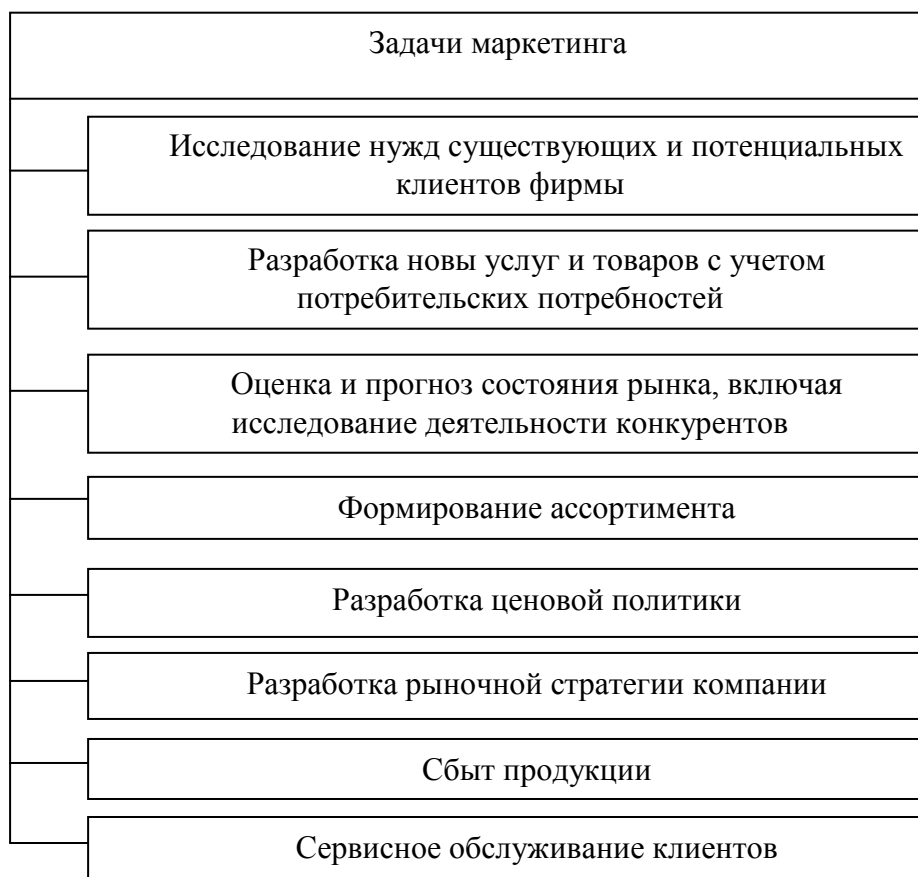 Задачи маркетинга
Исследование нужд существующих и потенциальных
клиентов фирмы
Разработка новы услуг и товаров с учетом
потребительских потребностей
Оценка и прогноз состояния рынка, включая
исследование деятельности конкурентов
Формирование ассортимента
Разработка ценовой политики
Разработка рыночной стратегии компании
Сбыт продукции
Сервисное обслуживание клиентов